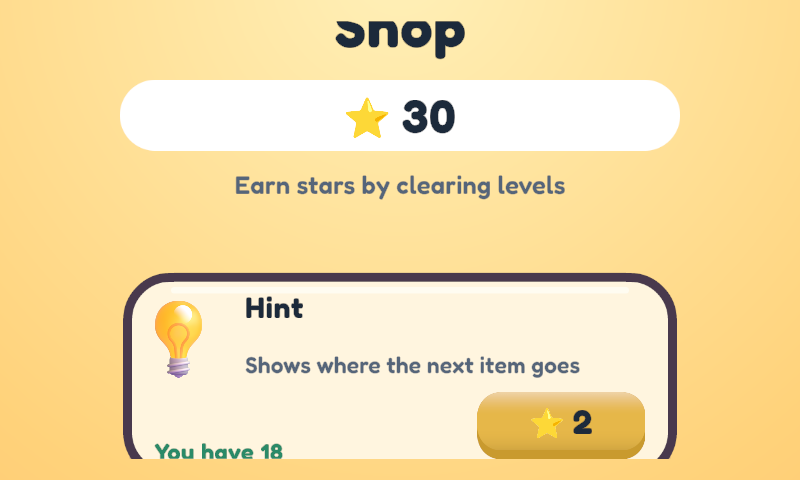 Shop
30
Earn stars by clearing levels
Hint
Shows where the next item goes
2
You have 18